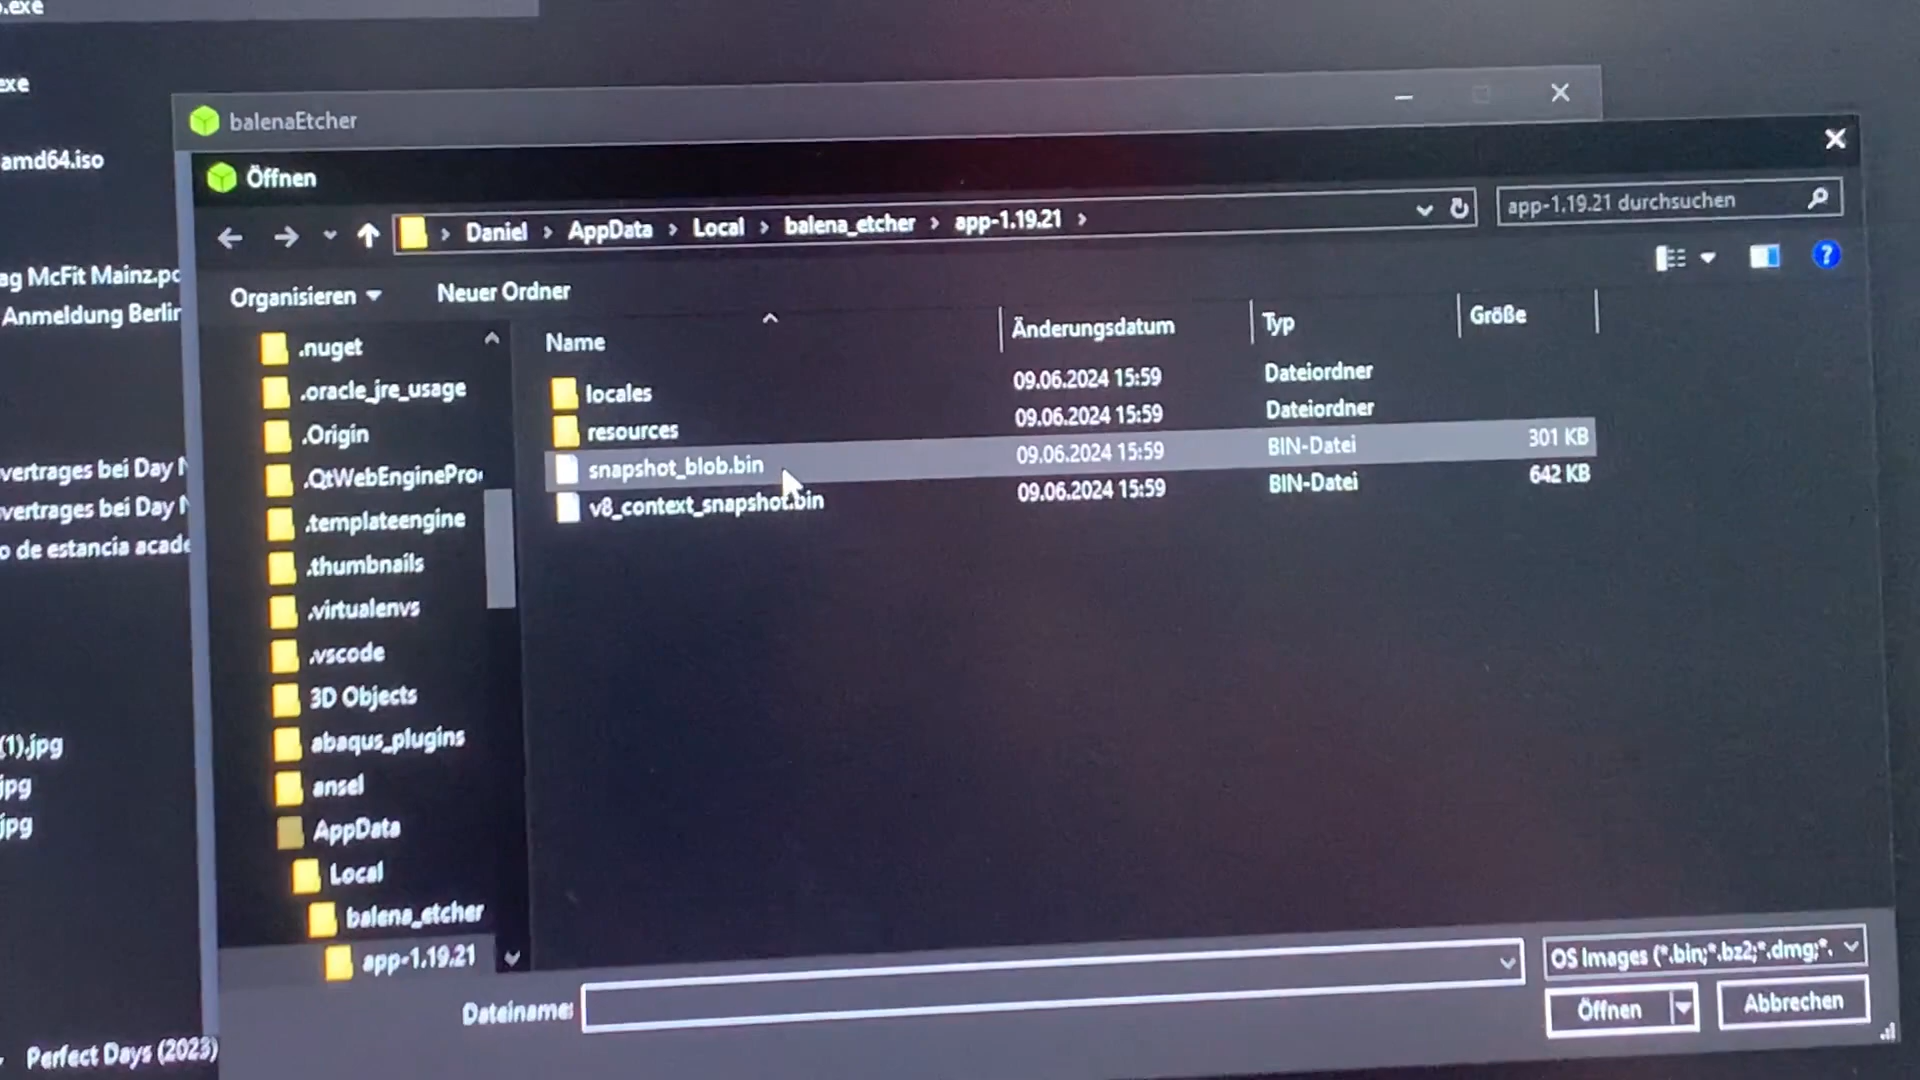 .exe
exe
amd64.iso
ag McFit Mainz.pd
Anmeldung Berlin
vertrages bei Day N
vertrages bei Day N
o de estancia acade
(1).jpg
jpg
jpg
Perfect Days (2023)
balenaEtcher
Öffnen
Daniel > AppData > Local > balena_etcher > app-1.19.21 >
app-1.19.21 durchsuchen
Organisieren
Neuer Ordner
?
.nuget
.oracle_jre_usage
.Origin
.QtWebEnginePro
.templateengine
.thumbnails
.virtualenvs
.vscode
3D Objects
abaqus_plugins
ansel
AppData
Local
balena_etcher
app-1.19.21
Name Änderungsdatum Typ Größe
locales 09.06.2024 15:59 Dateiordner
resources 09.06.2024 15:59 Dateiordner
snapshot_blob.bin 09.06.2024 15:59 BIN-Datei 301 KB
v8_context_snapshot.bin 09.06.2024 15:59 BIN-Datei 642 KB
Dateiname:
OS Images (*.bin;*.bz2;*.dmg;*.
Öffnen
Abbrechen